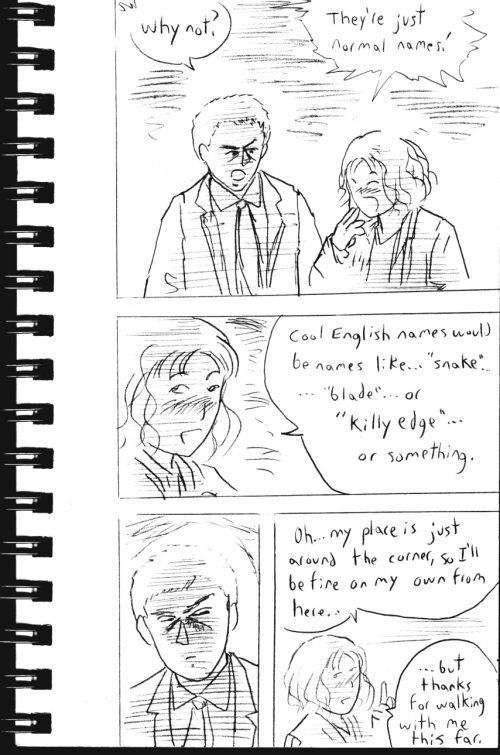 Why not?
They're just
normal names!
Cool English names would
be names like... "snake"..
... "blade"... or
"killy edge"...
or something.
Oh... my place is just
around the corner, so I'll
be fine on my own from
here...
...but
thanks
for walking
with me
this far.